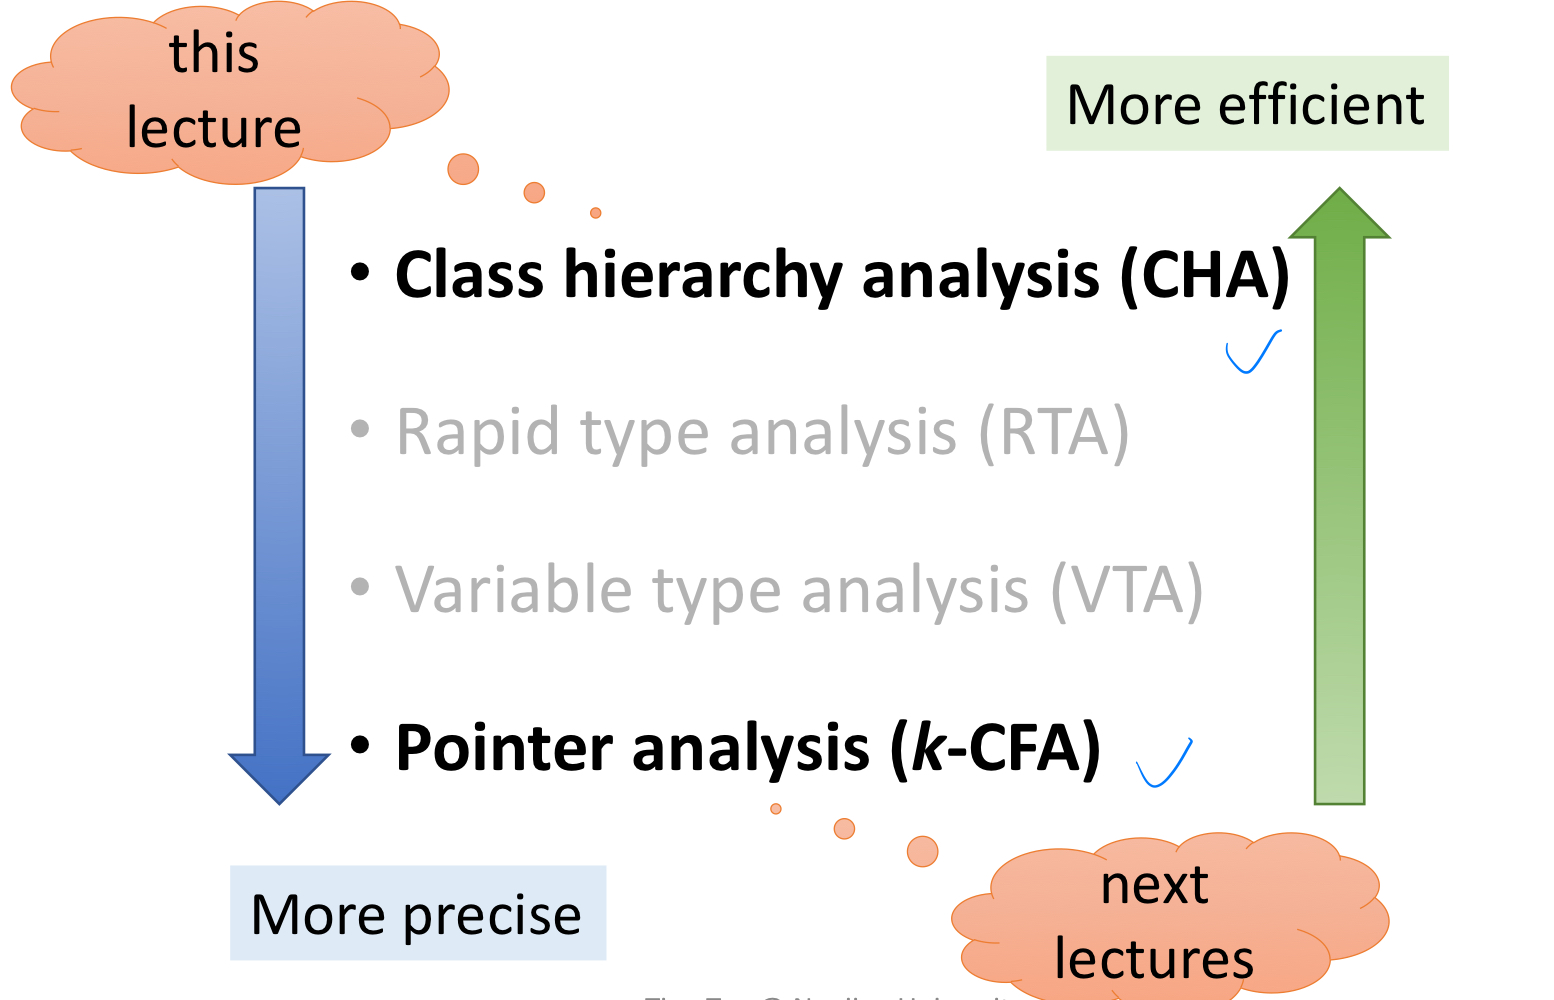 this
lecture
More efficient
• Class hierarchy analysis (CHA)
• Rapid type analysis (RTA)
• Variable type analysis (VTA)
• Pointer analysis (k-CFA)
More precise
next
lectures